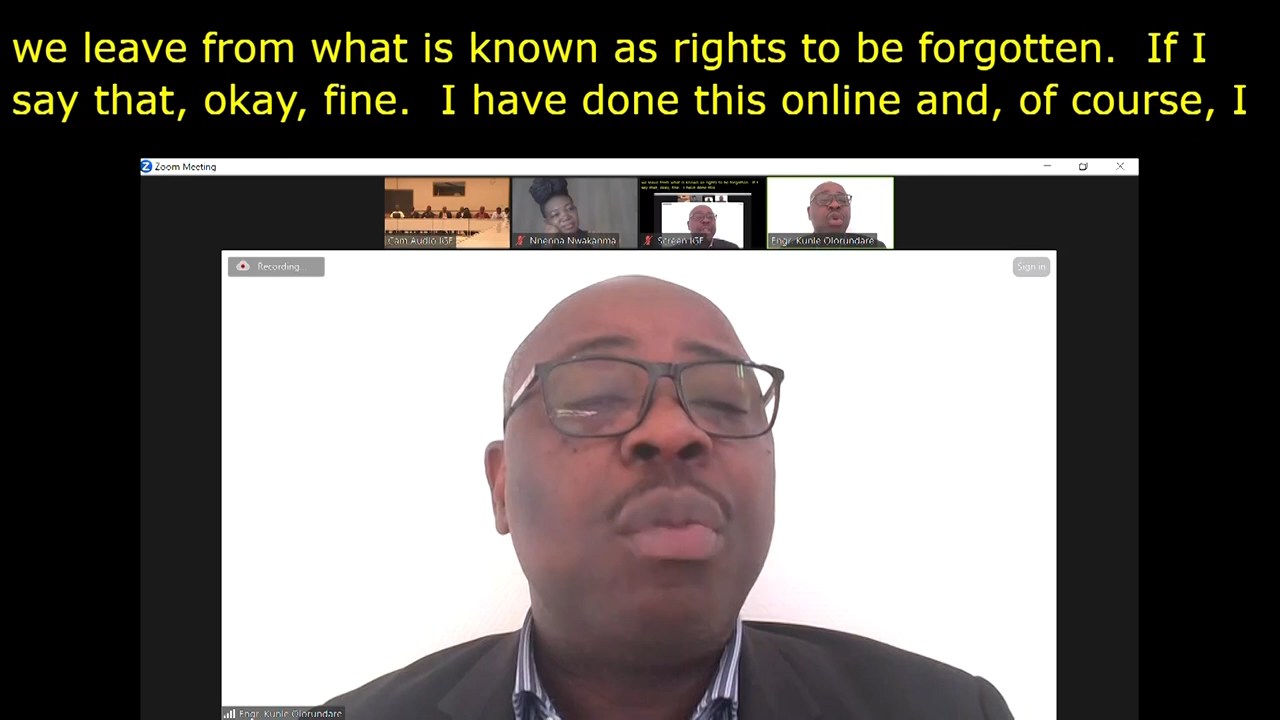 we leave from what is known as rights to be forgotten.  If I
say that, okay, fine.  I have done this online and, of course, I
Zoom Meeting
Cam Audio IGF
Nnenna Nwakanma
Screen IGF
Engr. Kunle Olorundare
Recording...
Sign in
Engr. Kunle Olorundare